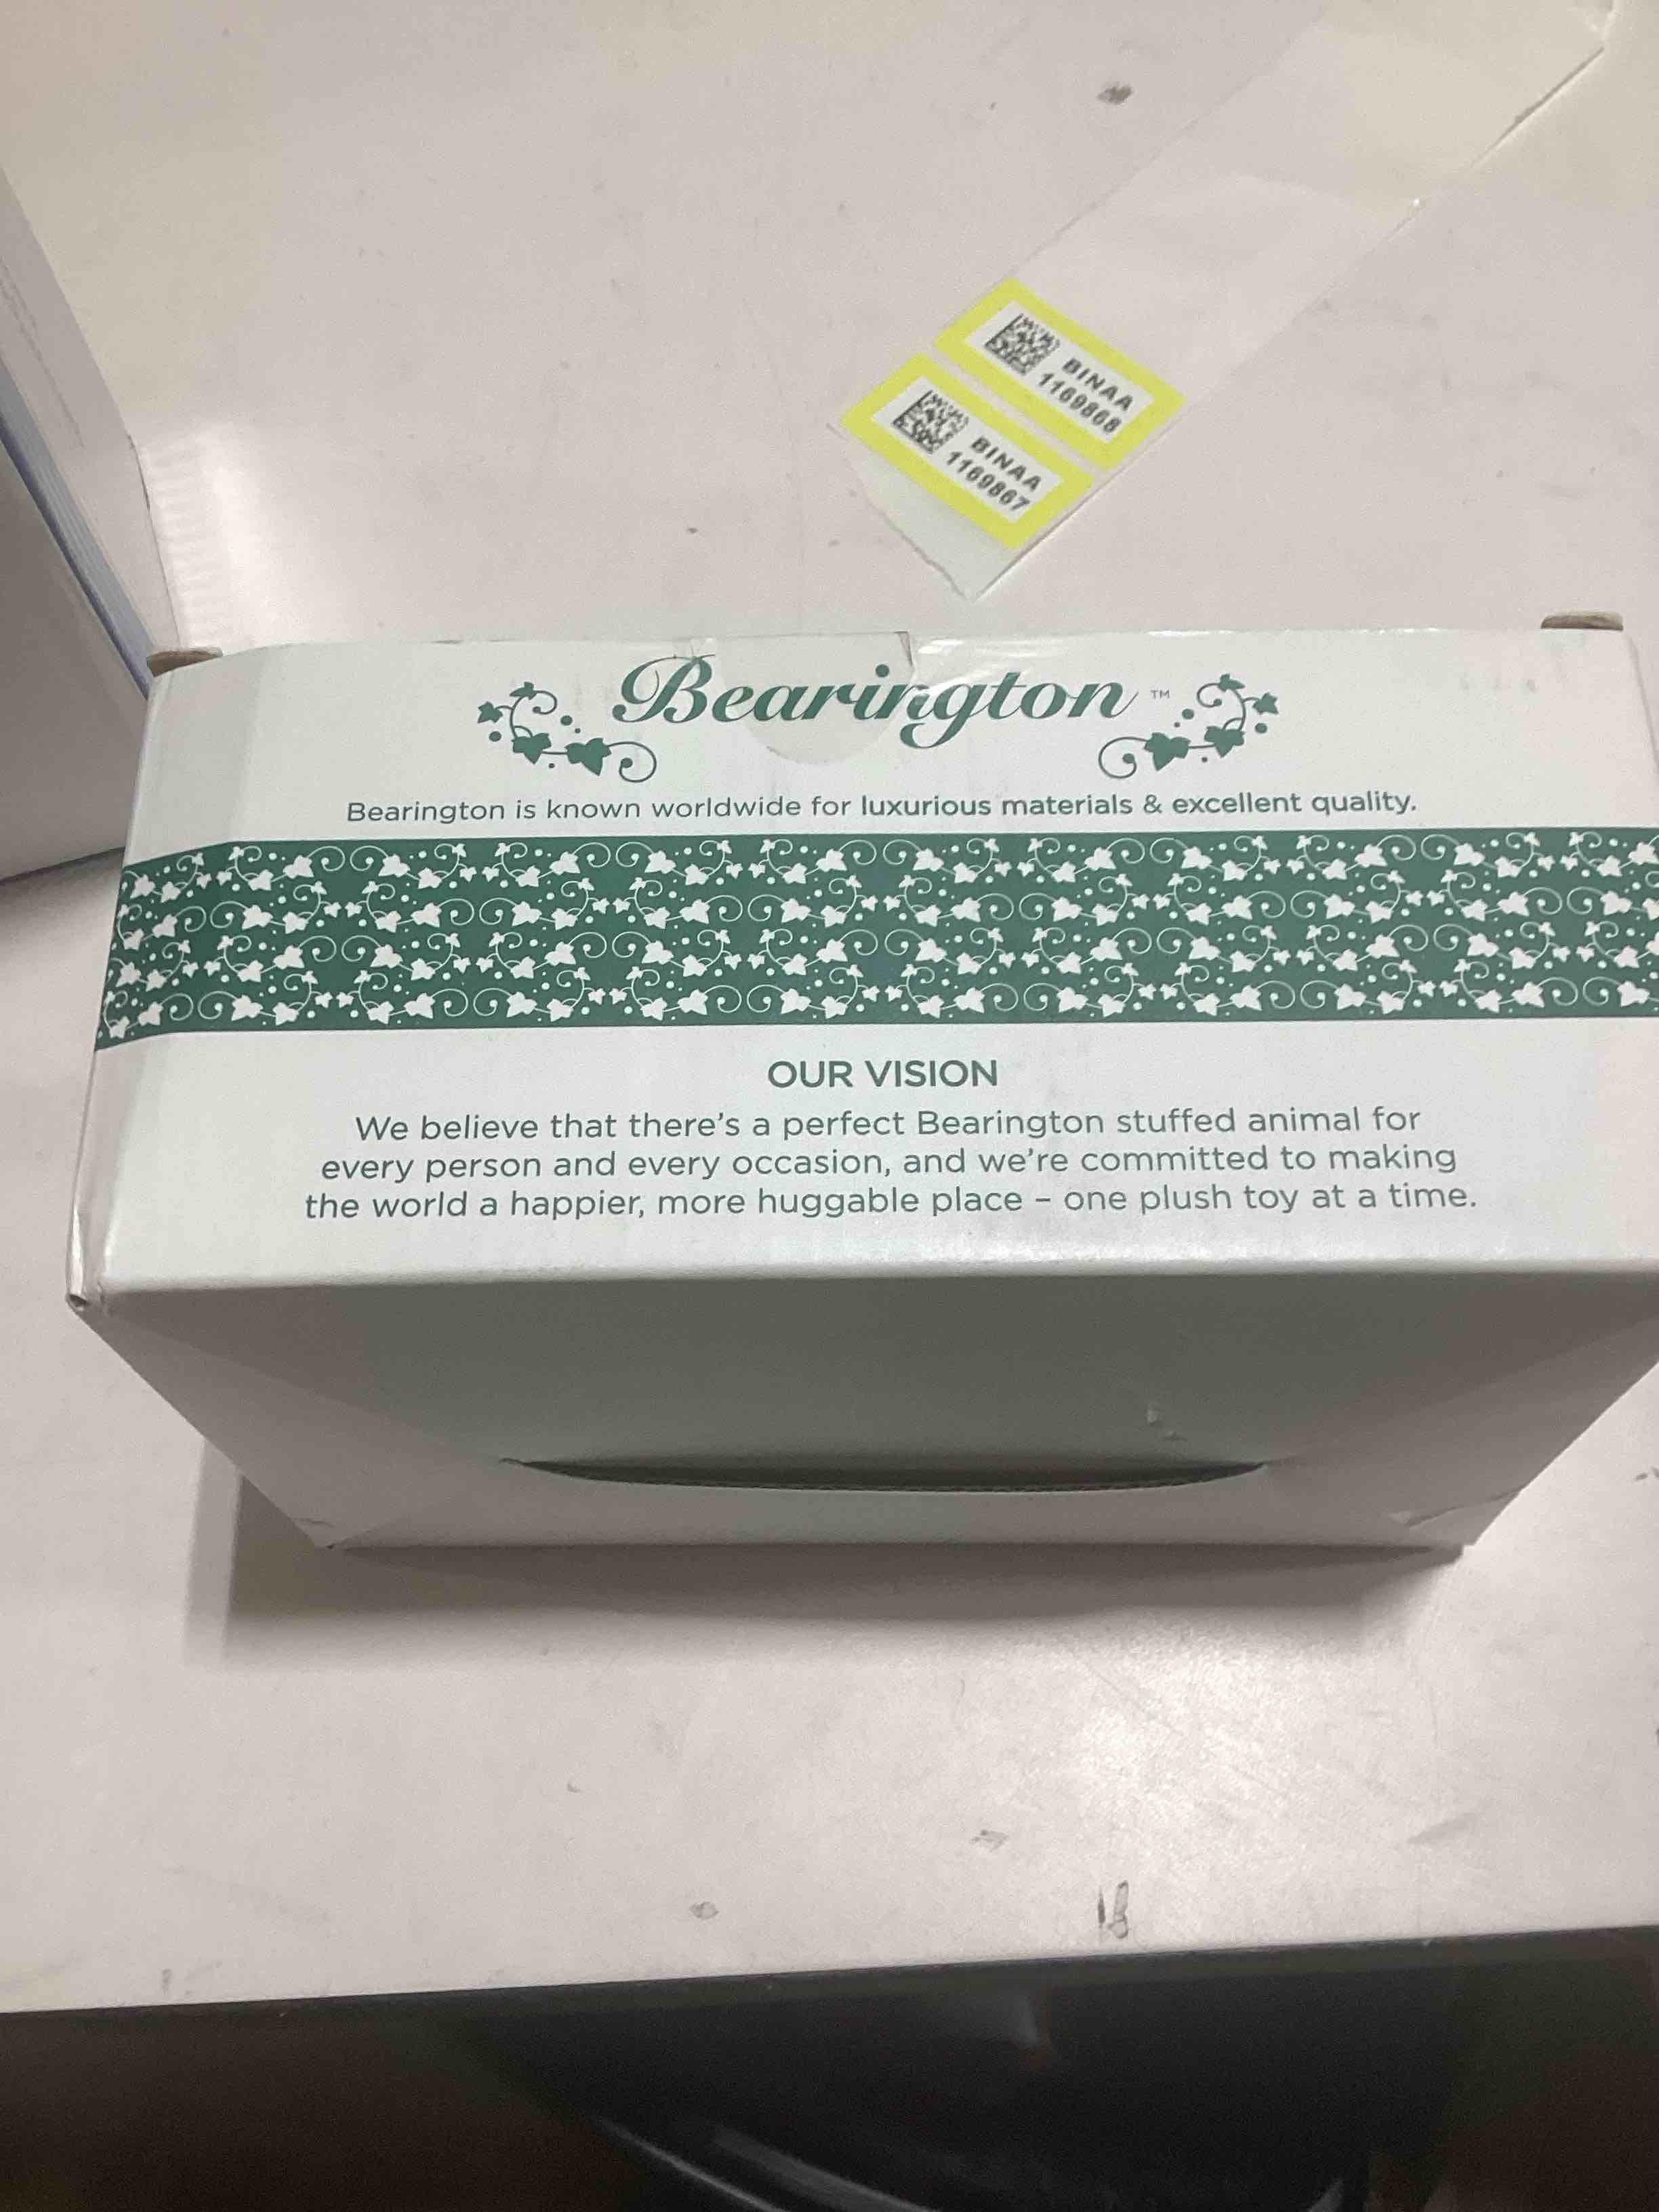 BINAA
1169868
BINAA
1169867
Bearington™
Bearington is known worldwide for luxurious materials & excellent quality.
OUR VISION
We believe that there's a perfect Bearington stuffed animal for
every person and every occasion, and we're committed to making
the world a happier, more huggable place – one plush toy at a time.